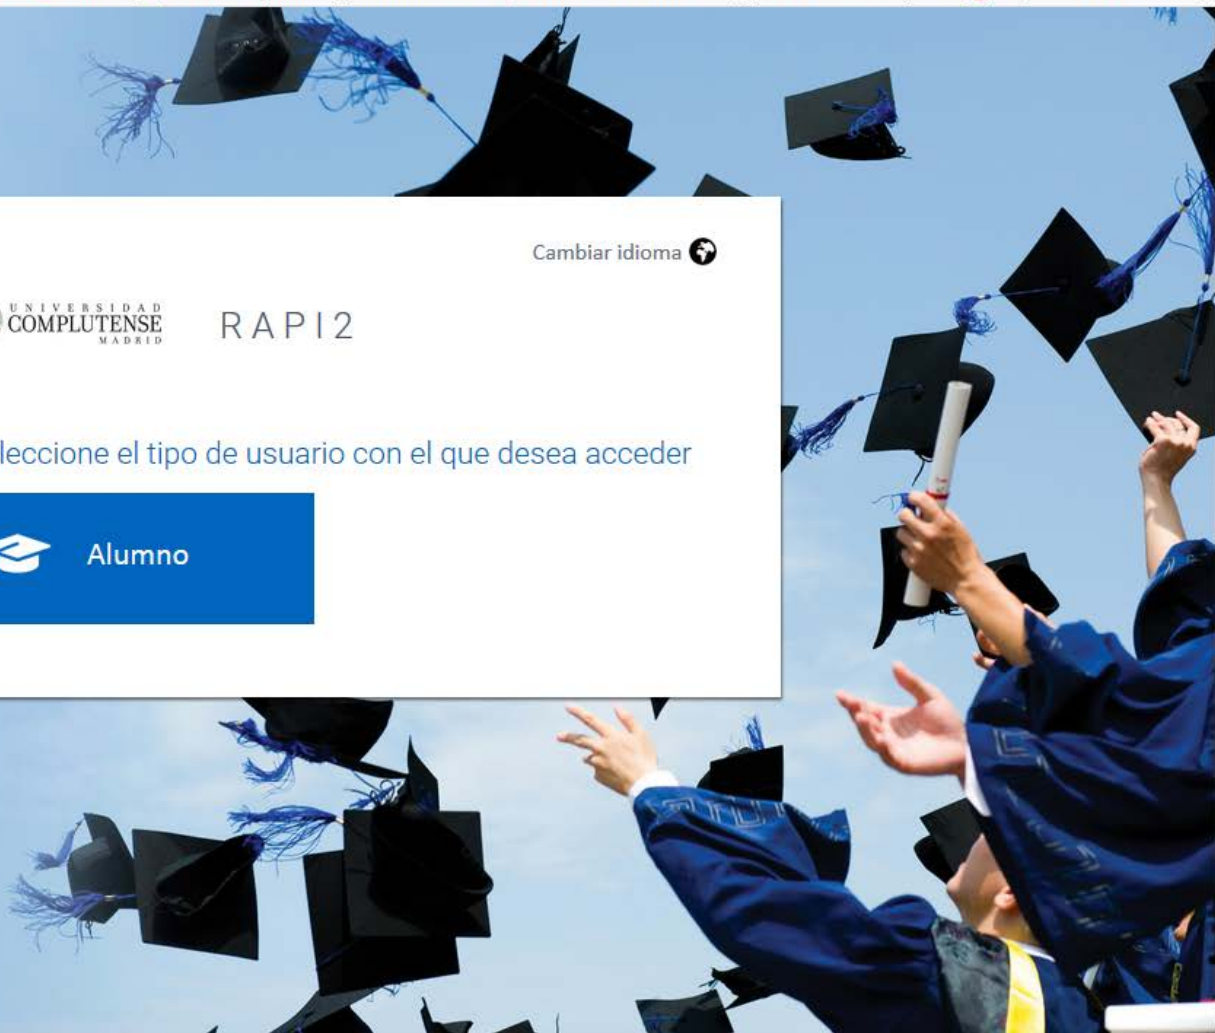 Cambiar idioma
UNIVERSIDAD
COMPLUTENSE
MADRID
RAPI2
leccione el tipo de usuario con el que desea acceder
Alumno